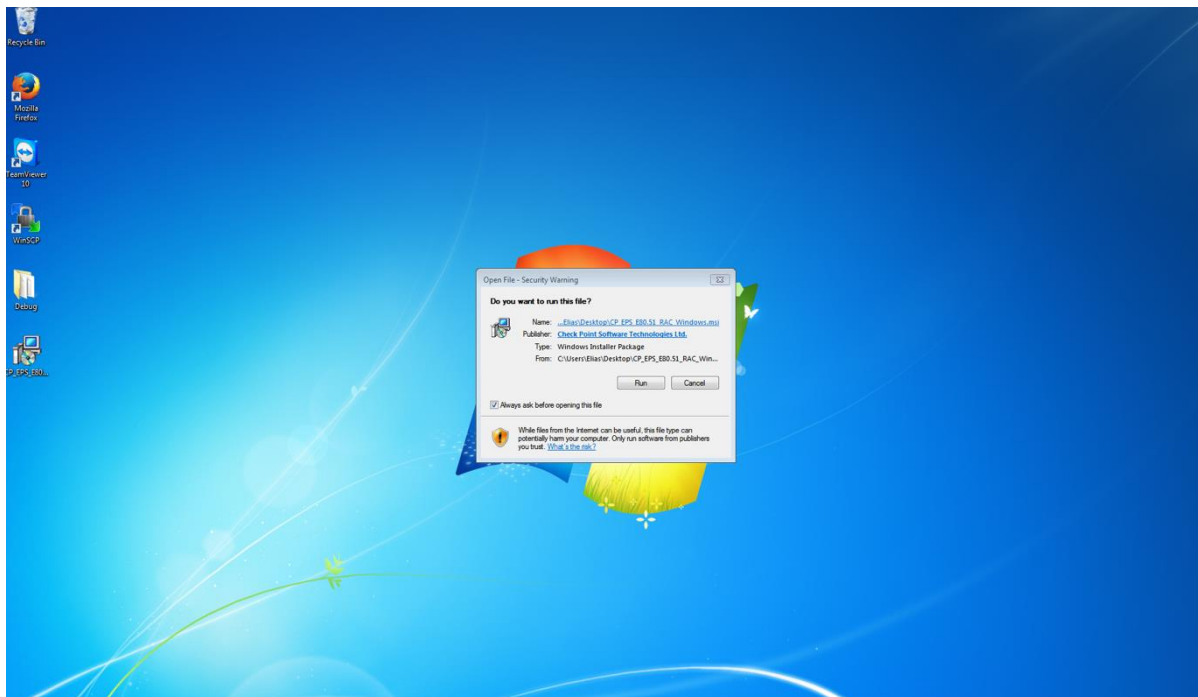 Recycle Bin
Mozilla
Firefox
TeamViewer
10
WinSCP
Debug
CP_EPS_E80...
Open File - Security Warning
Do you want to run this file?
Name: ...Elias\Desktop\CP_EPS_E80.51_RAC_Windows.msi
Publisher: Check Point Software Technologies Ltd.
Type: Windows Installer Package
From: C:\Users\Elias\Desktop\CP_EPS_E80.51_RAC_Win...
Run Cancel
Always ask before opening this file
While files from the Internet can be useful, this file type can
potentially harm your computer. Only run software from publishers
you trust. What's the risk?